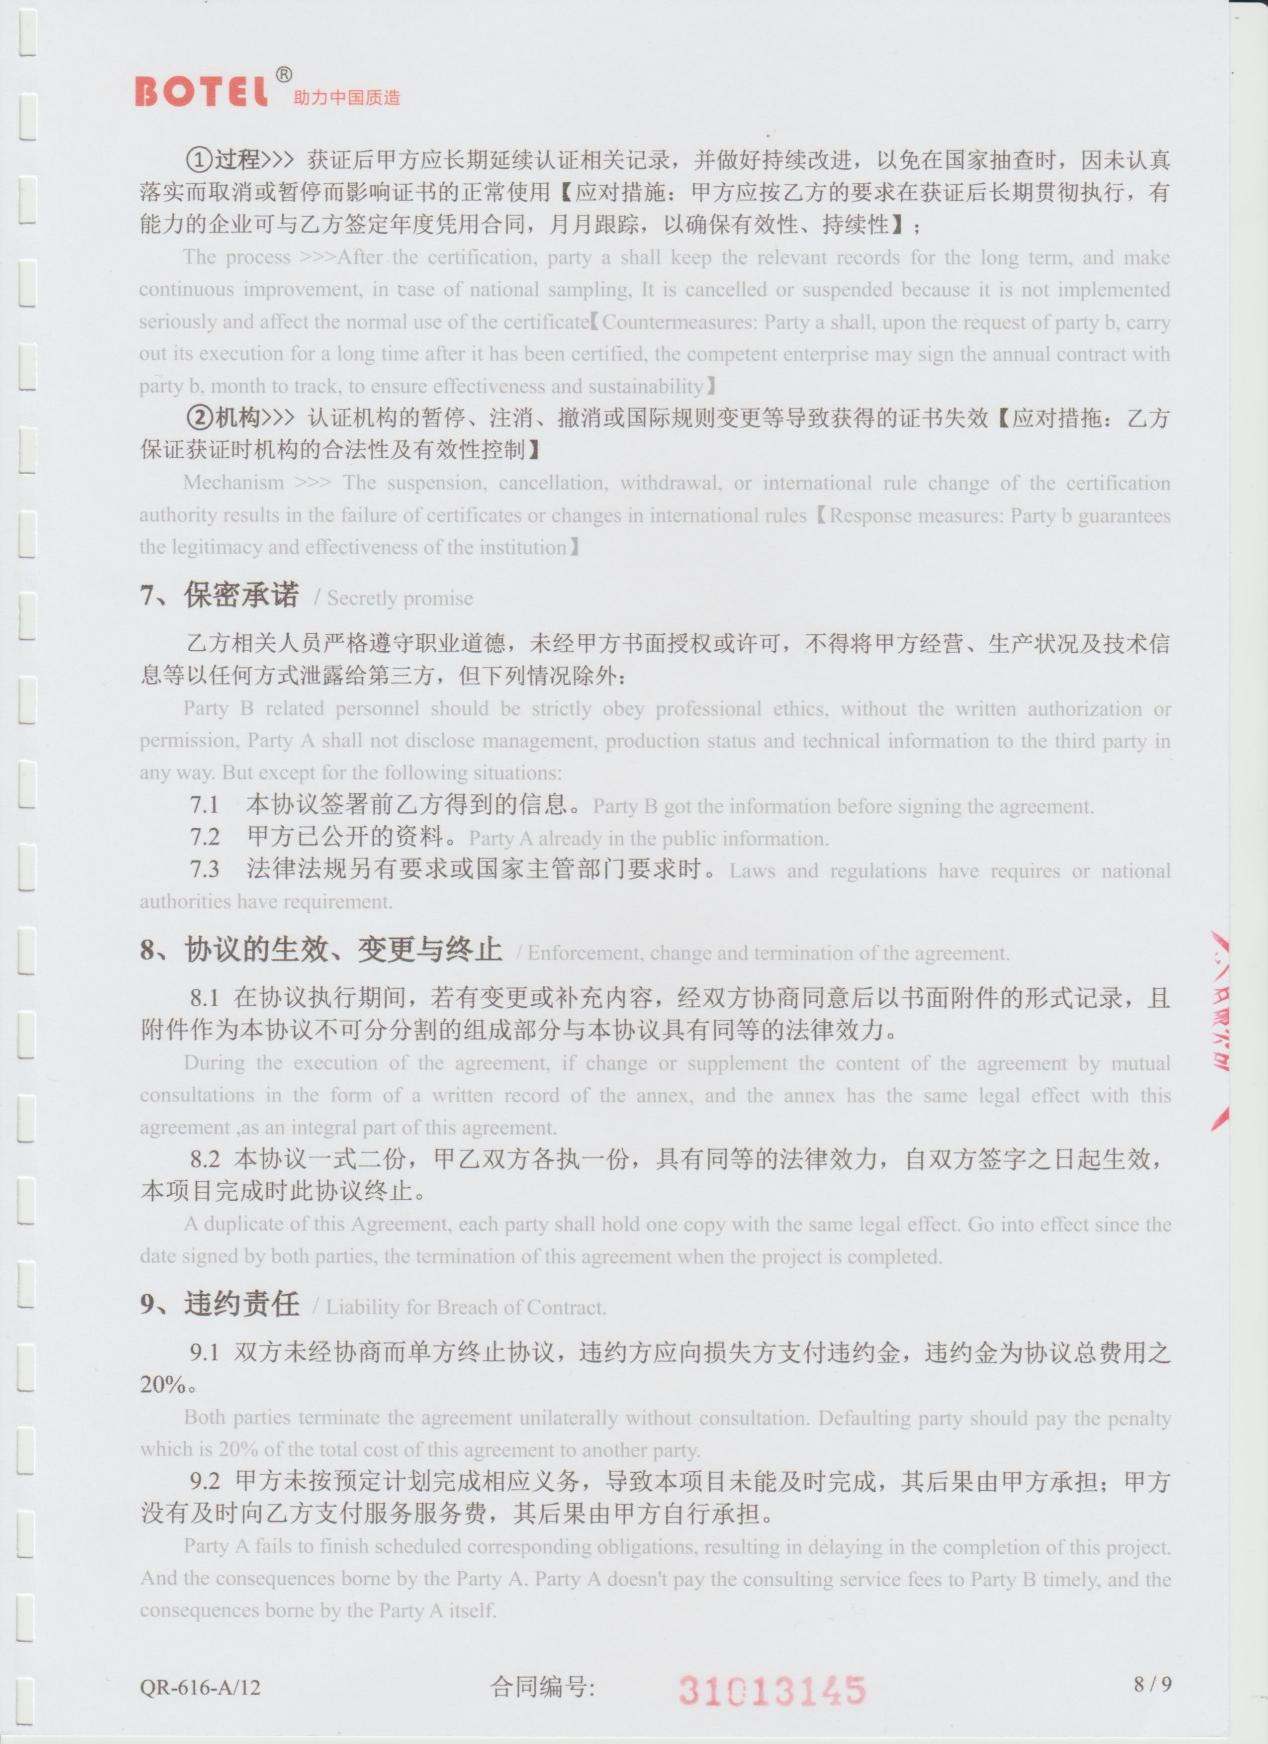 BOTEL® 助力中国质造
①过程>>> 获证后甲方应长期延续认证相关记录，并做好持续改进，以免在国家抽查时，因未认真
落实而取消或暂停而影响证书的正常使用【应对措施：甲方应按乙方的要求在获证后长期贯彻执行，有
能力的企业可与乙方签定年度凭用合同，月月跟踪，以确保有效性、持续性】；
The process >>>After the certification, party a shall keep the relevant records for the long term, and make
continuous improvement, in case of national sampling, It is cancelled or suspended because it is not implemented
seriously and affect the normal use of the certificate【Countermeasures: Party a shall, upon the request of party b, carry
out its execution for a long time after it has been certified, the competent enterprise may sign the annual contract with
party b, month to track, to ensure effectiveness and sustainability】
②机构>>> 认证机构的暂停、注消、撤消或国际规则变更等导致获得的证书失效【应对措拖：乙方
保证获证时机构的合法性及有效性控制】
Mechanism >>> The suspension, cancellation, withdrawal, or international rule change of the certification
authority results in the failure of certificates or changes in international rules【Response measures: Party b guarantees
the legitimacy and effectiveness of the institution】
7、保密承诺 / Secretly promise
乙方相关人员严格遵守职业道德，未经甲方书面授权或许可，不得将甲方经营、生产状况及技术信
息等以任何方式泄露给第三方，但下列情况除外：
Party B related personnel should be strictly obey professional ethics, without the written authorization or
permission, Party A shall not disclose management, production status and technical information to the third party in
any way. But except for the following situations:
7.1 本协议签署前乙方得到的信息。Party B got the information before signing the agreement.
7.2 甲方已公开的资料。Party A already in the public information.
7.3 法律法规另有要求或国家主管部门要求时。Laws and regulations have requires or national
authorities have requirement.
8、协议的生效、变更与终止 / Enforcement, change and termination of the agreement.
8.1 在协议执行期间，若有变更或补充内容，经双方协商同意后以书面附件的形式记录，且
附件作为本协议不可分分割的组成部分与本协议具有同等的法律效力。
During the execution of the agreement, if change or supplement the content of the agreement by mutual
consultations in the form of a written record of the annex, and the annex has the same legal effect with this
agreement ,as an integral part of this agreement.
8.2 本协议一式二份，甲乙双方各执一份，具有同等的法律效力，自双方签字之日起生效，
本项目完成时此协议终止。
A duplicate of this Agreement, each party shall hold one copy with the same legal effect. Go into effect since the
date signed by both parties, the termination of this agreement when the project is completed.
9、违约责任 / Liability for Breach of Contract.
9.1 双方未经协商而单方终止协议，违约方应向损失方支付违约金，违约金为协议总费用之
20%。
Both parties terminate the agreement unilaterally without consultation. Defaulting party should pay the penalty
which is 20% of the total cost of this agreement to another party.
9.2 甲方未按预定计划完成相应义务，导致本项目未能及时完成，其后果由甲方承担；甲方
没有及时向乙方支付服务服务费，其后果由甲方自行承担。
Party A fails to finish scheduled corresponding obligations, resulting in delaying in the completion of this project.
And the consequences borne by the Party A. Party A doesn't pay the consulting service fees to Party B timely, and the
consequences borne by the Party A itself.
QR-616-A/12 合同编号: 31013145 8 / 9